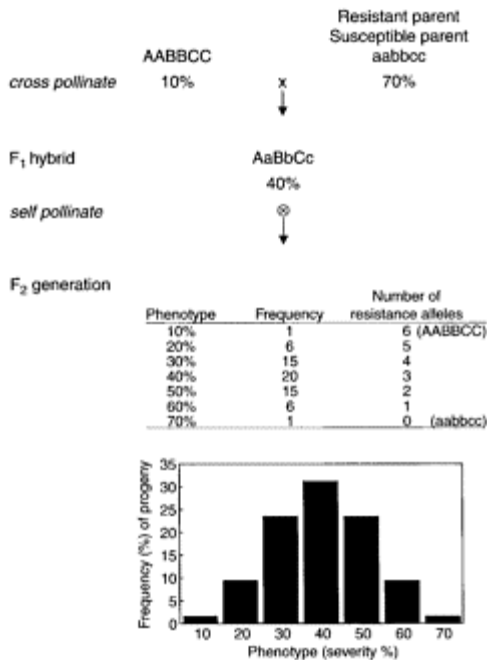 Resistant parent
Susceptible parent
AABBCC aabbcc
cross pollinate 10% x 70%
F1 hybrid AaBbCc
40%
self pollinate ⊗
F2 generation
Number of
Phenotype Frequency resistance alleles
10% 1 6 (AABBCC)
20% 6 5
30% 15 4
40% 20 3
50% 15 2
60% 6 1
70% 1 0 (aabbcc)
Frequency (%) of progeny
35
30
25
20
15
10
5
0
10 20 30 40 50 60 70
Phenotype (severity %)